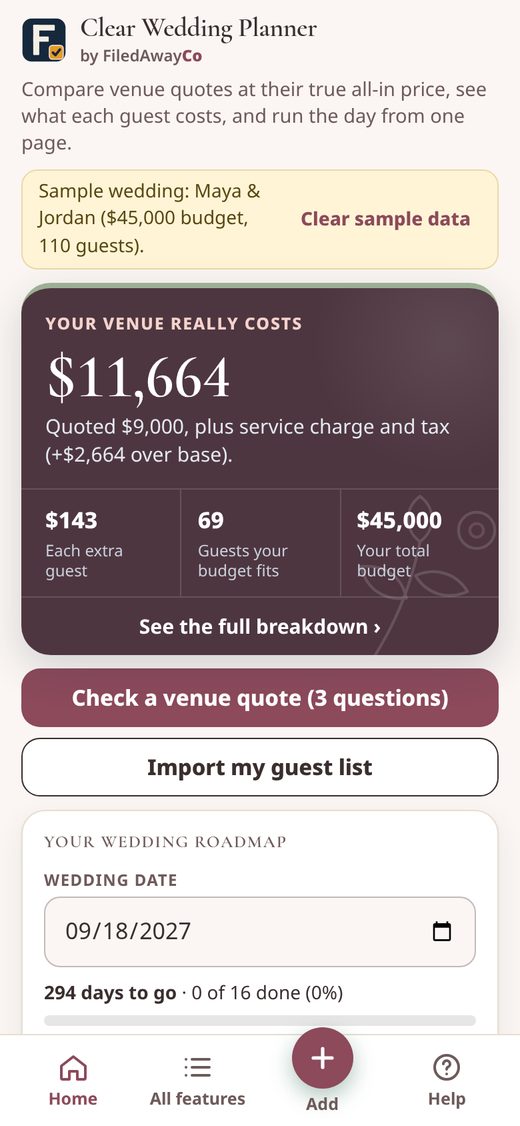 F
Clear Wedding Planner
by FiledAwayCo
Compare venue quotes at their true all-in price, see
what each guest costs, and run the day from one
page.
Sample wedding: Maya &
Jordan ($45,000 budget,
110 guests).
Clear sample data
YOUR VENUE REALLY COSTS
$11,664
Quoted $9,000, plus service charge and tax
(+$2,664 over base).
$143
Each extra
guest
69
Guests your
budget fits
$45,000
Your total
budget
See the full breakdown ›
Check a venue quote (3 questions)
Import my guest list
YOUR WEDDING ROADMAP
WEDDING DATE
09/18/2027
294 days to go · 0 of 16 done (0%)
Home
All features
Add
Help